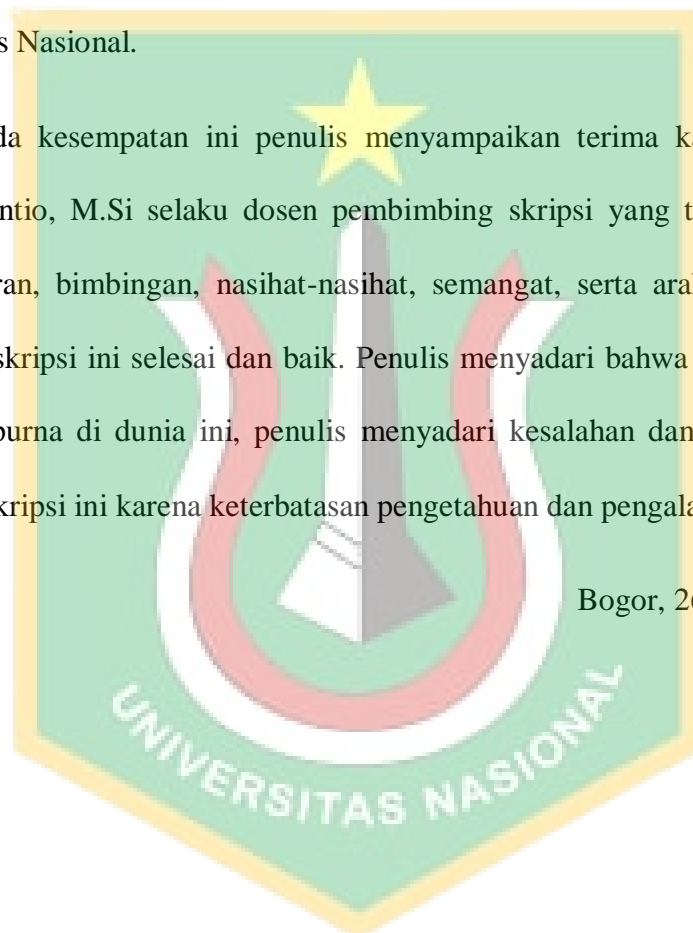 s Nasional.
da kesempatan ini penulis menyampaikan terima ka
ntio, M.Si selaku dosen pembimbing skripsi yang t
ran, bimbingan, nasihat-nasihat, semangat, serta ara
skripsi ini selesai dan baik. Penulis menyadari bahwa
purna di dunia ini, penulis menyadari kesalahan dan
kripsi ini karena keterbatasan pengetahuan dan pengala
Bogor, 26
UNIVERSITAS NASIONAL